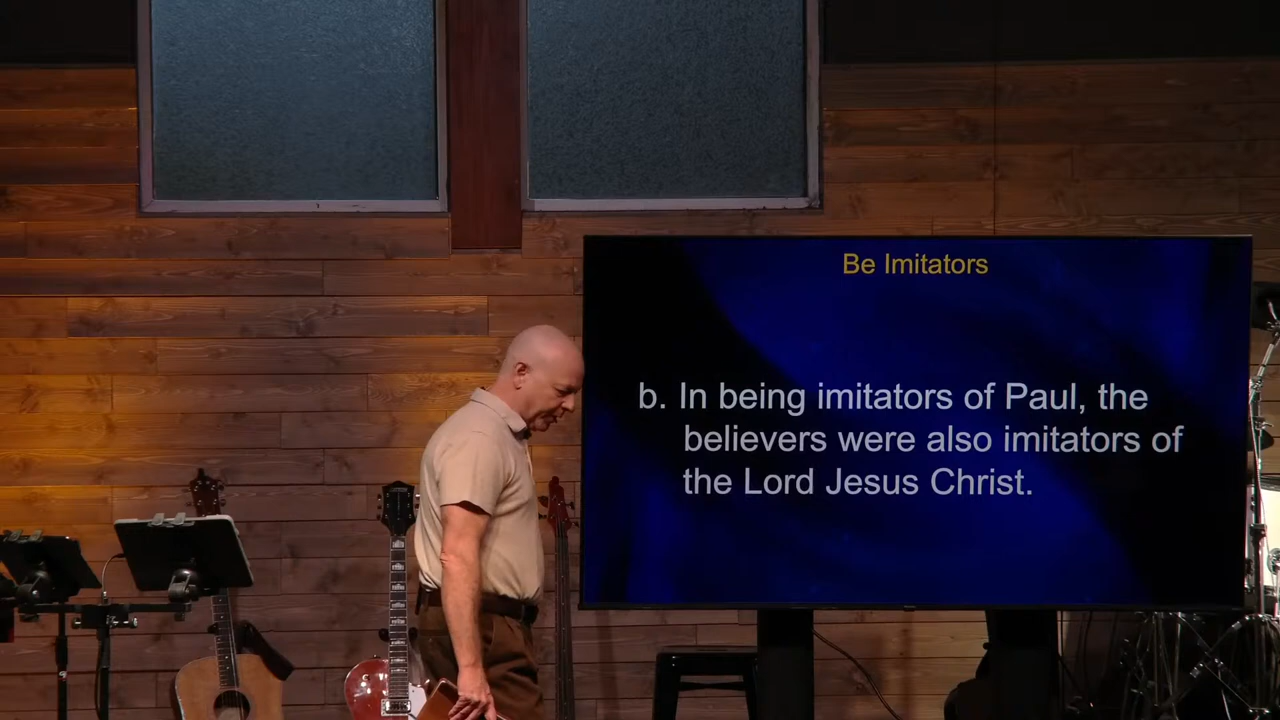 Be Imitators
b. In being imitators of Paul, the
believers were also imitators of
the Lord Jesus Christ.